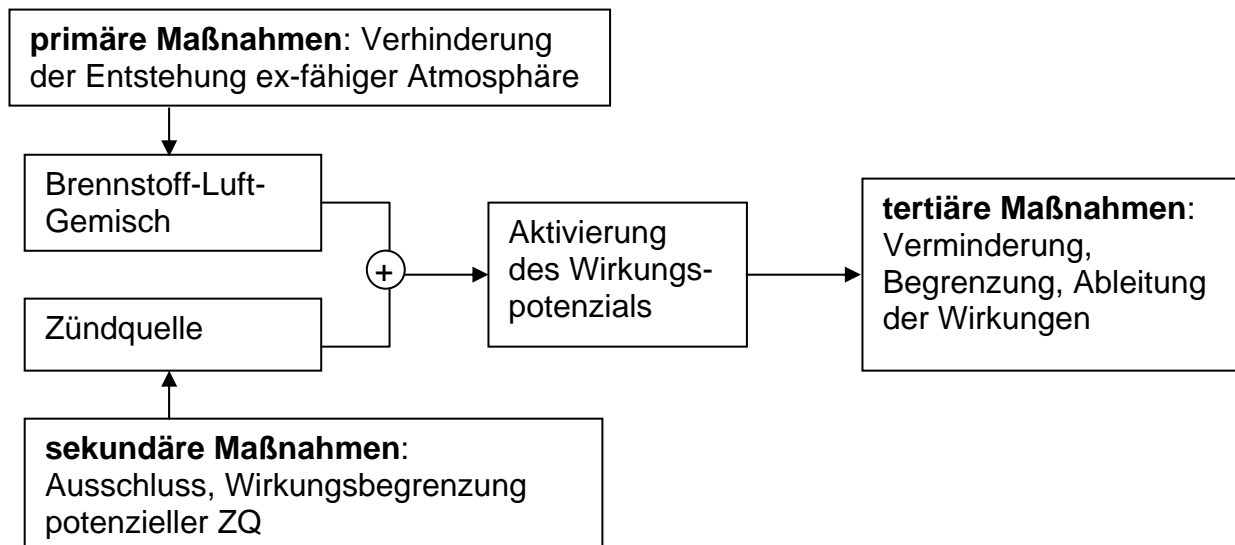 primäre Maßnahmen: Verhinderung
der Entstehung ex-fähiger Atmosphäre
Brennstoff-Luft-
Gemisch
Zündquelle
+
Aktivierung
des Wirkungs-
potenzials
tertiäre Maßnahmen:
Verminderung,
Begrenzung, Ableitung
der Wirkungen
sekundäre Maßnahmen:
Ausschluss, Wirkungsbegrenzung
potenzieller ZQ